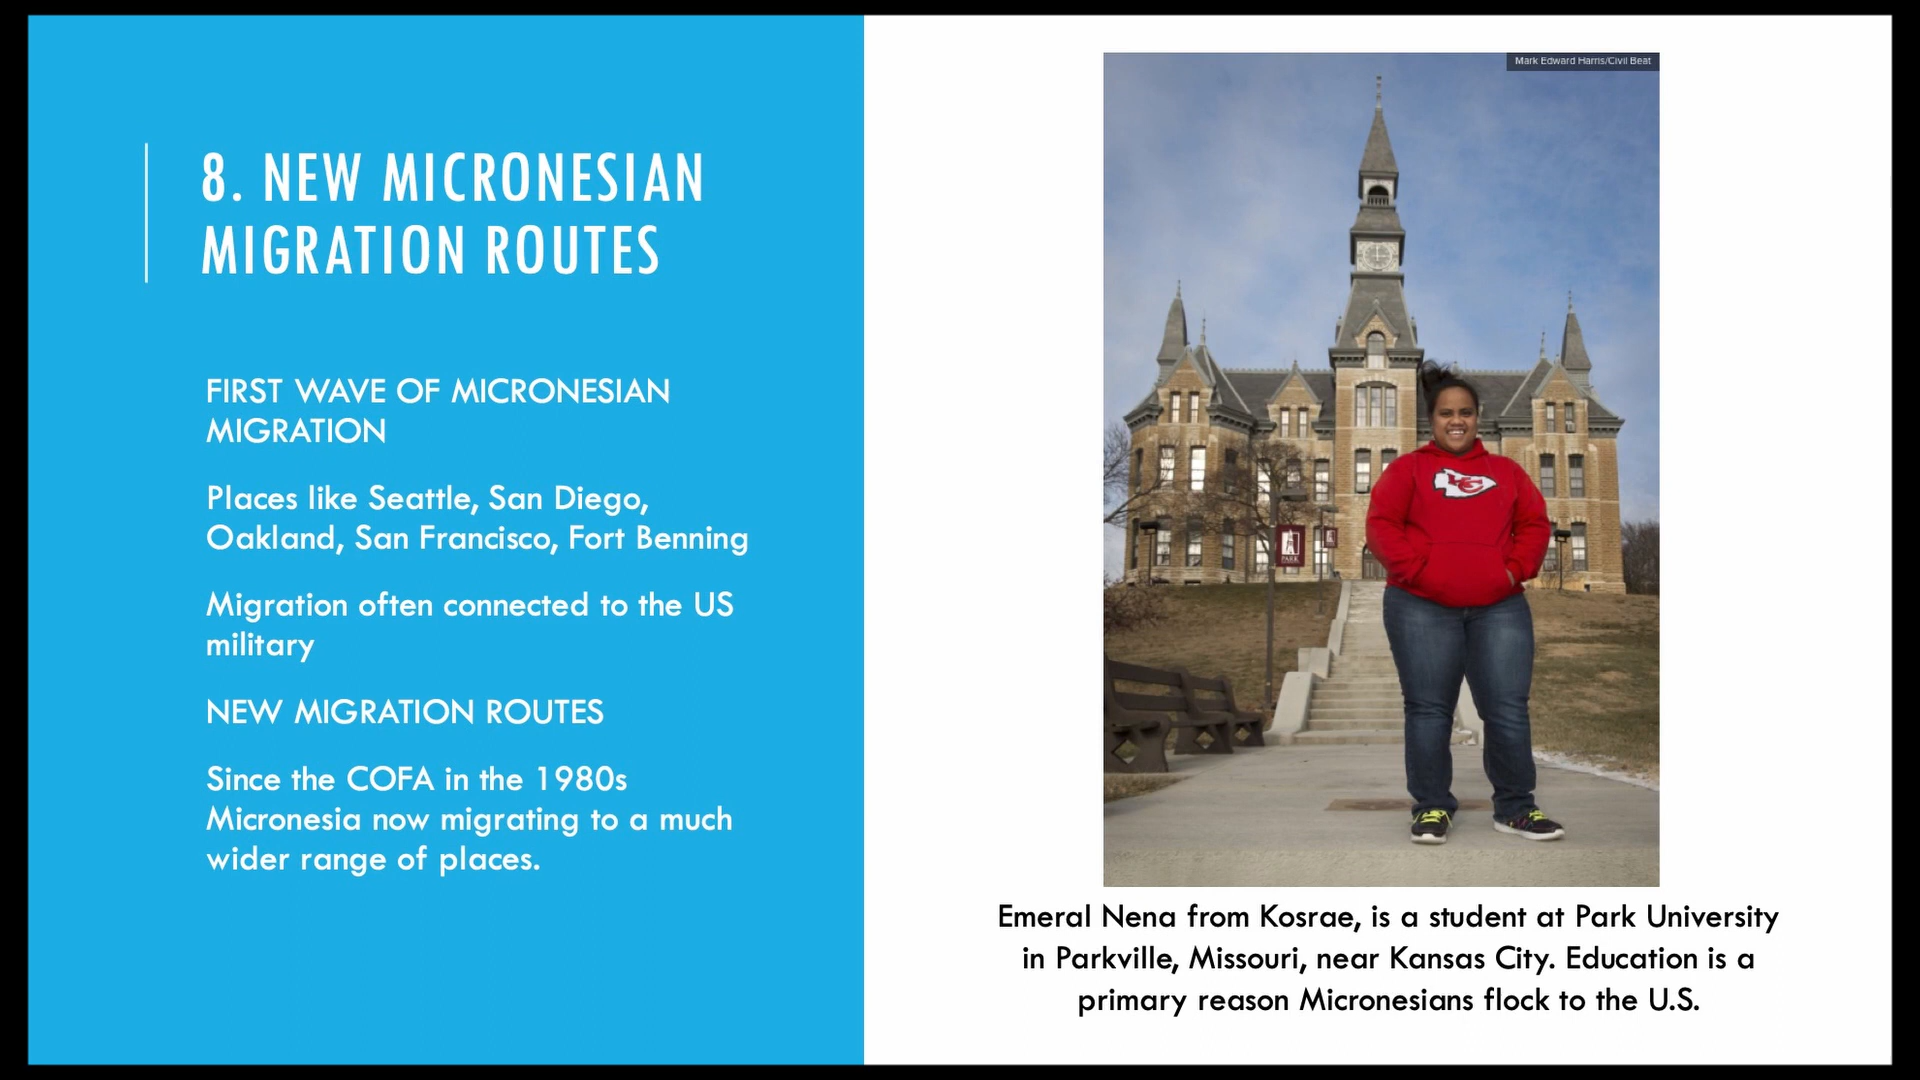 8. NEW MICRONESIAN
MIGRATION ROUTES
FIRST WAVE OF MICRONESIAN
MIGRATION
Places like Seattle, San Diego,
Oakland, San Francisco, Fort Benning
Migration often connected to the US
military
NEW MIGRATION ROUTES
Since the COFA in the 1980s
Micronesia now migrating to a much
wider range of places.
Mark Edward Harris/Civil Beat
KC
PARK
Emeral Nena from Kosrae, is a student at Park University
in Parkville, Missouri, near Kansas City. Education is a
primary reason Micronesians flock to the U.S.